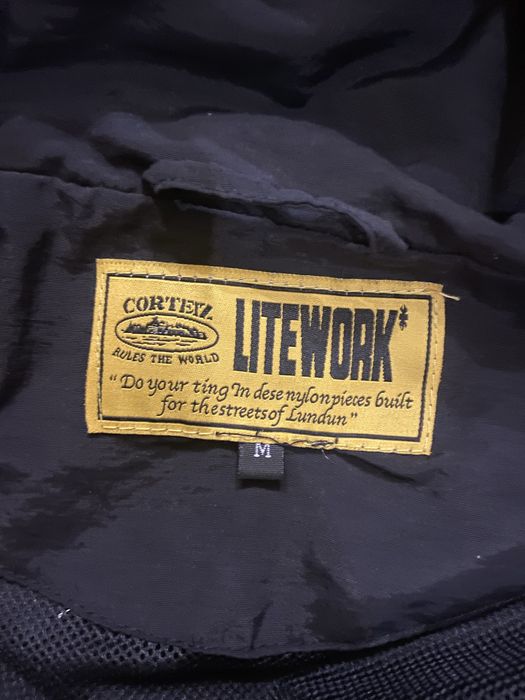 CORTEIZ
RULES THE WORLD
LITEWORK*
"Do your ting In dese nylon pieces built
for the streets of Lundun"
M